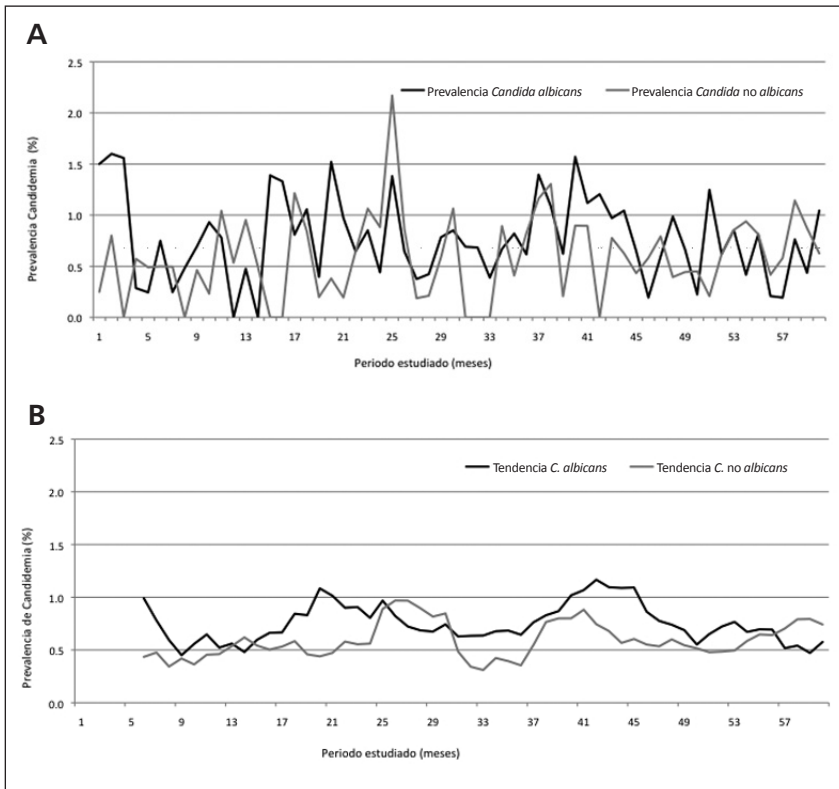 A
2.5
2.0
1.5
1.0
0.5
0.0
Prevalencia Candidemia (%)
Prevalencia Candida albicans
Prevalencia Candida no albicans
1 5 9 13 17 21 25 29 33 37 41 45 49 53 57
Periodo estudiado (meses)
B
2.5
2.0
1.5
1.0
0.5
0.0
Prevalencia de Candidemia (%)
Tendencia C. albicans
Tendencia C. no albicans
1 5 9 13 17 21 25 29 33 37 41 45 49 53 57
Periodo estudiado (meses)